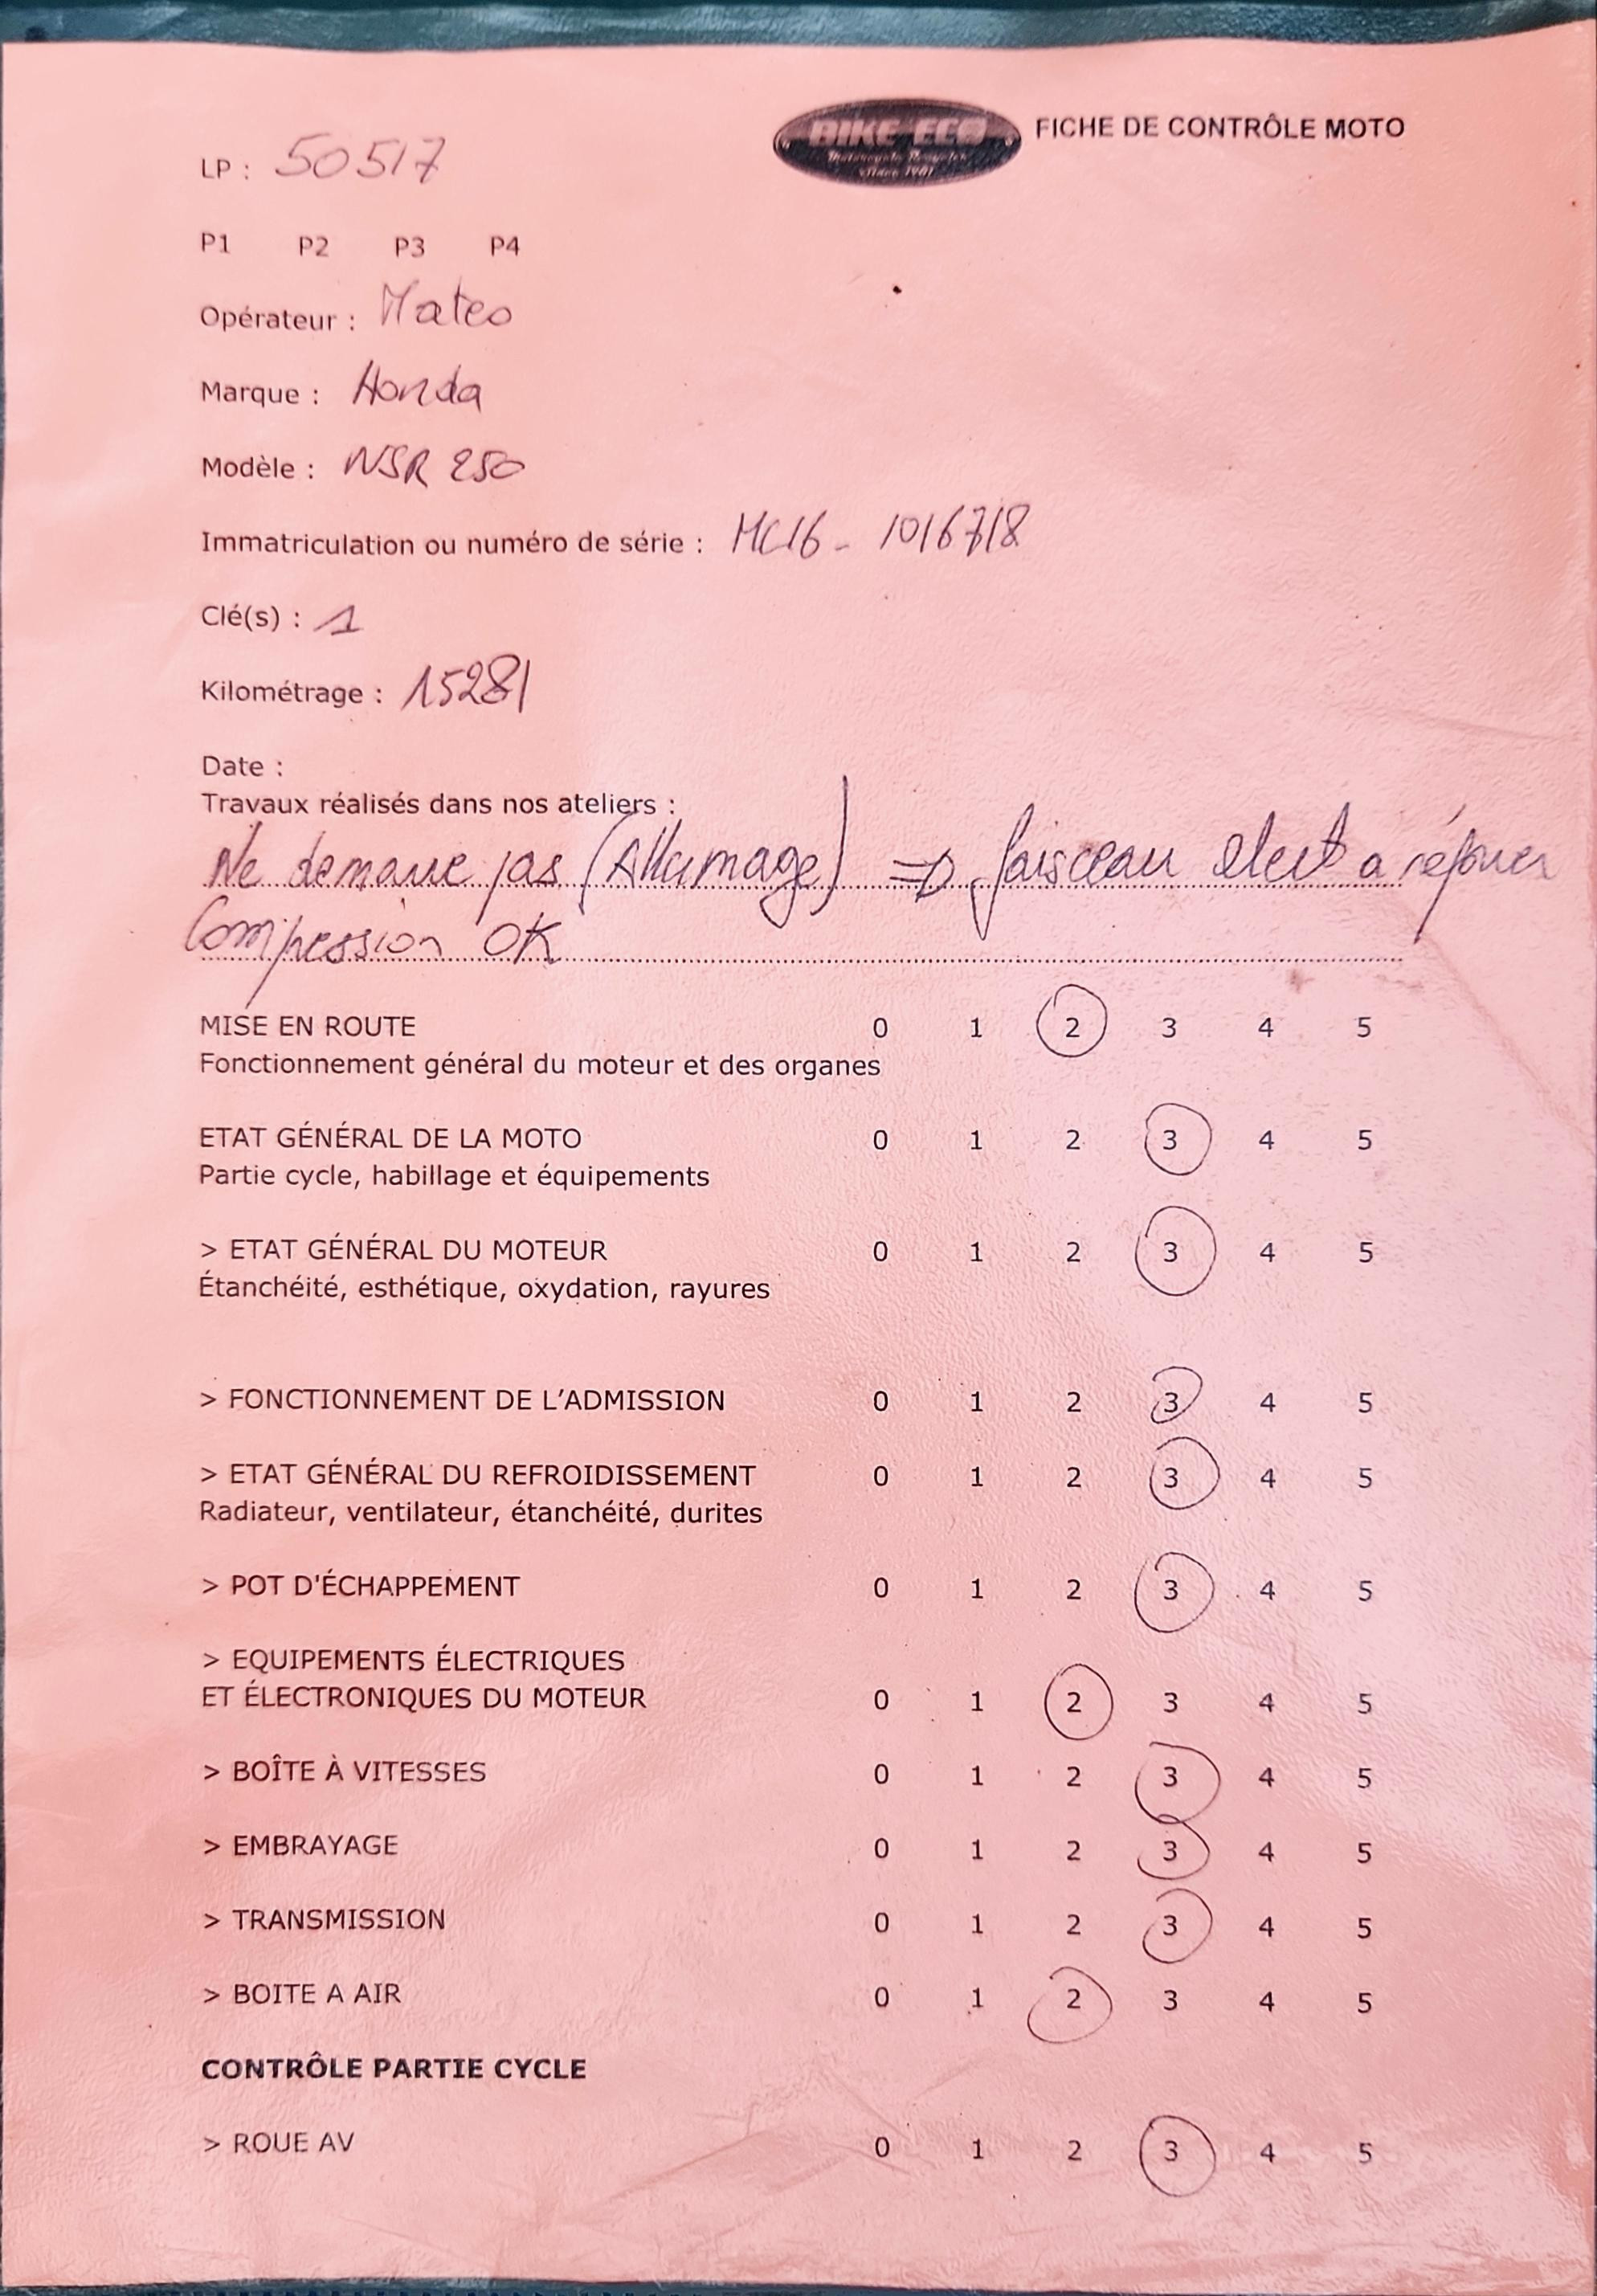 BIKE-ECO FICHE DE CONTRÔLE MOTO
Motorcycle Recycler
since 1981
LP : 50517
P1 P2 P3 P4
Opérateur : Mateo
Marque : Honda
Modèle : NSR 250
Immatriculation ou numéro de série : MC16 - 1016718
Clé(s) : 1
Kilométrage : 15281
Date :
Travaux réalisés dans nos ateliers :
Ne demarre pas (Allumage) => faisceau elect a
Compression OK
MISE EN ROUTE 0 1 2 3 4 5
Fonctionnement général du moteur et des organes
ETAT GÉNÉRAL DE LA MOTO 0 1 2 3 4 5
Partie cycle, habillage et équipements
> ETAT GÉNÉRAL DU MOTEUR 0 1 2 3 4 5
Étanchéité, esthétique, oxydation, rayures
> FONCTIONNEMENT DE L'ADMISSION 0 1 2 3 4 5
> ETAT GÉNÉRAL DU REFROIDISSEMENT 0 1 2 3 4 5
Radiateur, ventilateur, étanchéité, durites
> POT D'ÉCHAPPEMENT 0 1 2 3 4 5
> EQUIPEMENTS ÉLECTRIQUES
ET ÉLECTRONIQUES DU MOTEUR 0 1 2 3 4 5
> BOÎTE À VITESSES 0 1 2 3 4 5
> EMBRAYAGE 0 1 2 3 4 5
> TRANSMISSION 0 1 2 3 4 5
> BOITE A AIR 0 1 2 3 4 5
CONTRÔLE PARTIE CYCLE
> ROUE AV 0 1 2 3 4 5